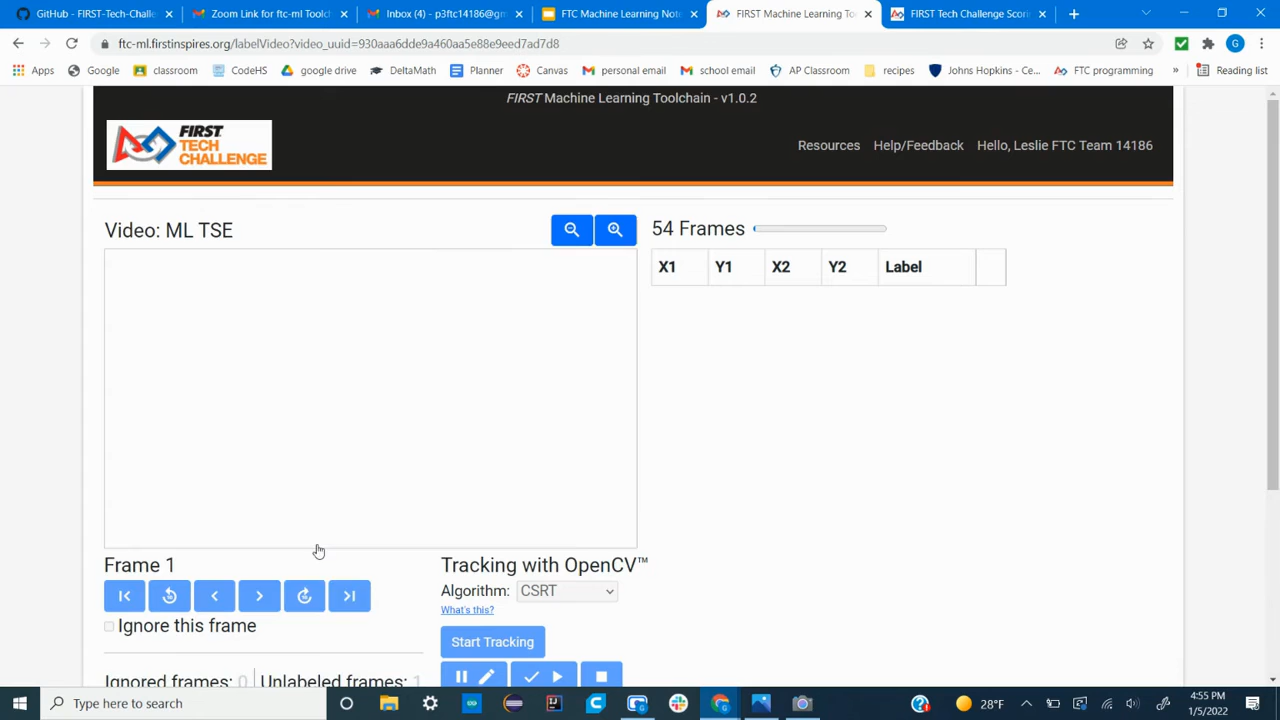 GitHub - FIRST-Tech-Challe
Zoom Link for ftc-ml Toolch
Inbox (4) - p3ftc14186@gm
FTC Machine Learning Note
FIRST Machine Learning Too
FIRST Tech Challenge Scori
ftc-ml.firstinspires.org/labelVideo?video_uuid=930aaa6dde9a460aa5e88e9eed7ad7d8
G
Apps
Google
classroom
CodeHS
google drive
DeltaMath
Planner
Canvas
personal email
school email
AP Classroom
recipes
Johns Hopkins - Ce...
FTC programming
»
Reading list
FIRST Machine Learning Toolchain - v1.0.2
FIRST
TECH
CHALLENGE
Resources
Help/Feedback
Hello, Leslie FTC Team 14186
Video: ML TSE
54 Frames
X1 Y1 X2 Y2 Label
Frame 1
Tracking with OpenCV™
Algorithm: CSRT
What's this?
Ignore this frame
Start Tracking
Ignored frames: 0
Unlabeled frames: 1
Type here to search
28°F
4:55 PM
1/5/2022